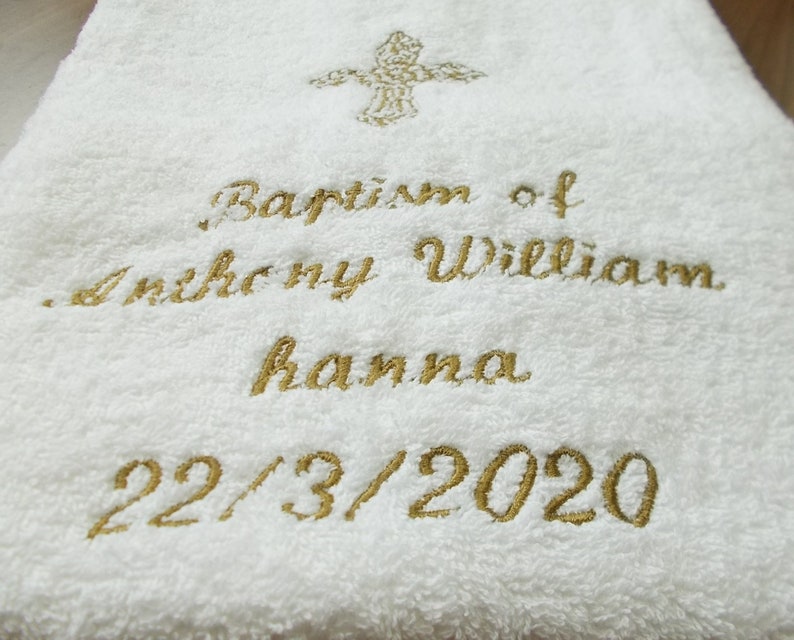 Baptism of
Anthony William
hanna
22/3/2020